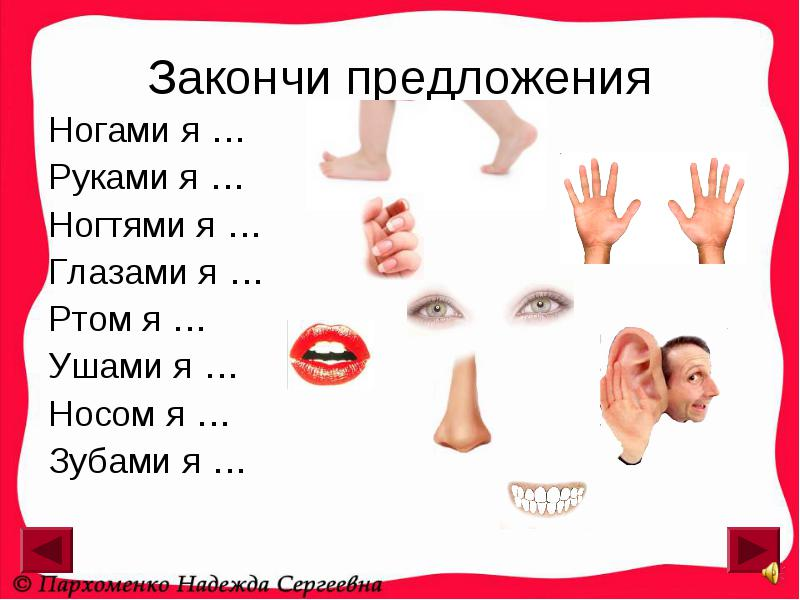 Закончи предложения
Ногами я …
Руками я …
Ногтями я …
Глазами я …
Ртом я …
Ушами я …
Носом я …
Зубами я …
© Пархоменко Надежда Сергеевна